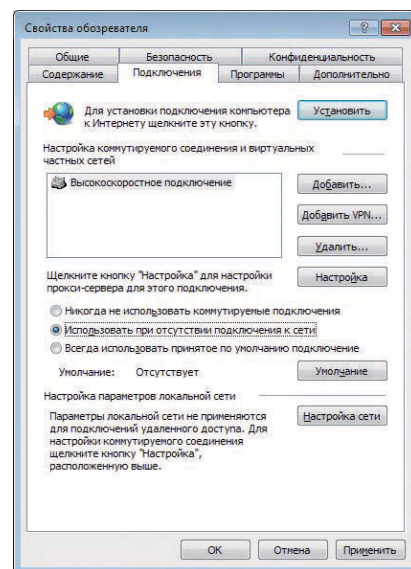 Свойства обозревателя
Общие Безопасность Конфиденциальность
Содержание Подключения Программы Дополнительно
Для установки подключения компьютера
к Интернету щелкните эту кнопку.
Установить
Настройка коммутируемого соединения и виртуальных
частных сетей
Высокоскоростное подключение
Добавить...
Добавить VPN...
Удалить...
Щелкните кнопку "Настройка" для настройки
прокси-сервера для этого подключения.
Настройка
Никогда не использовать коммутируемые подключения
Использовать при отсутствии подключения к сети
Всегда использовать принятое по умолчанию подключение
Умолчание: Отсутствует Умолчание
Настройка параметров локальной сети
Параметры локальной сети не применяются
для подключений удаленного доступа. Для
настройки коммутируемого соединения
щелкните кнопку "Настройка",
расположенную выше.
Настройка сети
ОК Отмена Применить